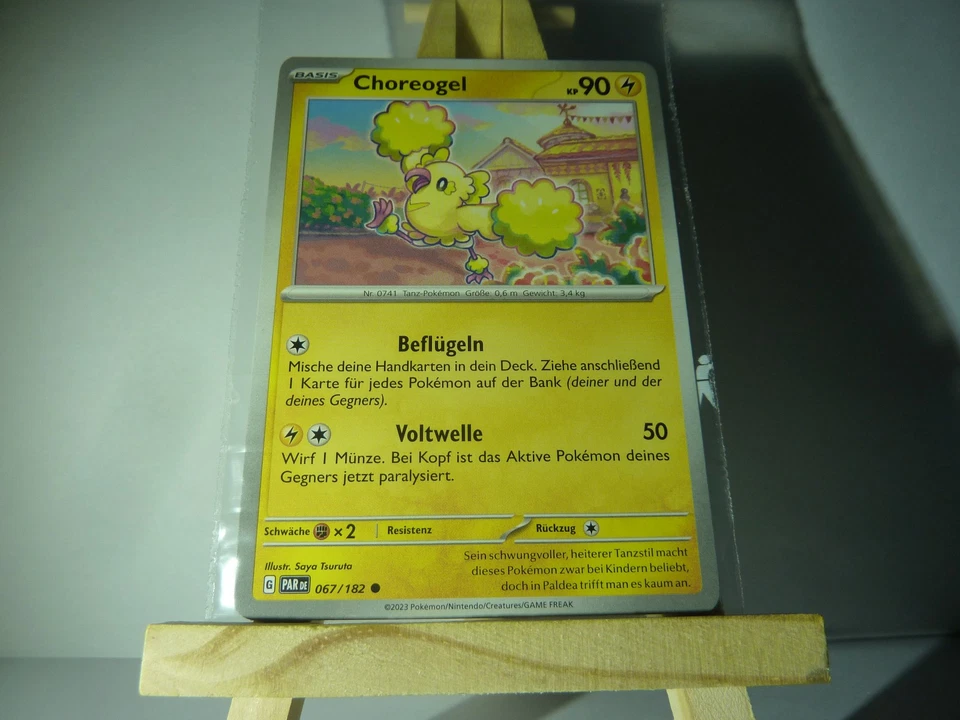 BASIS Choreogel KP 90
Nr. 0741 Tanz-Pokémon Größe: 0,6 m Gewicht: 3,4 kg
Beflügeln
Mische deine Handkarten in dein Deck. Ziehe anschließend
1 Karte für jedes Pokémon auf der Bank (deiner und der
deines Gegners).
Voltwelle 50
Wirf 1 Münze. Bei Kopf ist das Aktive Pokémon deines
Gegners jetzt paralysiert.
Schwäche ×2 Resistenz Rückzug
Illustr. Saya Tsuruta
G PAR DE 067/182
Sein schwungvoller, heiterer Tanzstil macht
dieses Pokémon zwar bei Kindern beliebt,
doch in Paldea trifft man es kaum an.
©2023 Pokémon/Nintendo/Creatures/GAME FREAK